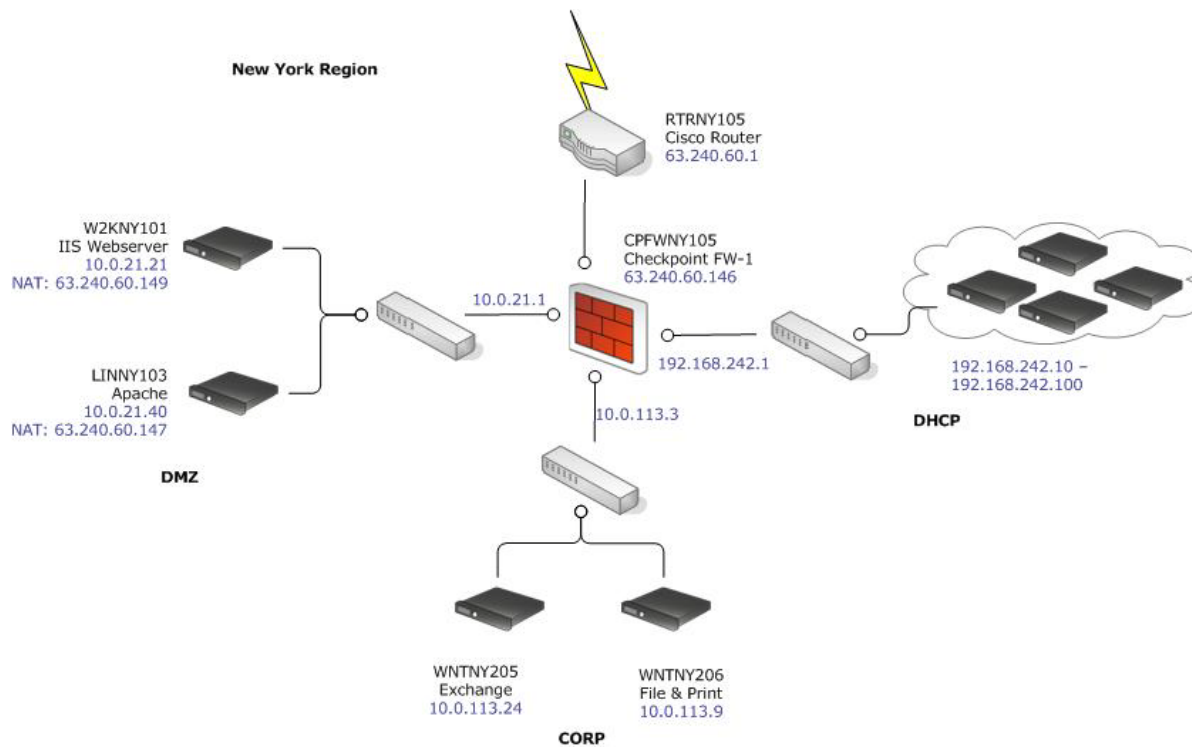 New York Region
RTRNY105
Cisco Router
63.240.60.1
W2KNY101
IIS Webserver
10.0.21.21
NAT: 63.240.60.149
CPFWNY105
Checkpoint FW-1
63.240.60.146
10.0.21.1
192.168.242.1
192.168.242.10 –
192.168.242.100
DHCP
LINNY103
Apache
10.0.21.40
NAT: 63.240.60.147
DMZ
10.0.113.3
WNTNY205
Exchange
10.0.113.24
WNTNY206
File & Print
10.0.113.9
CORP